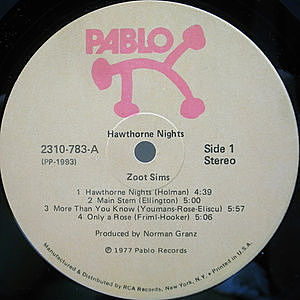 PABLO
Hawthorne Nights
2310-783-A
(PP-1993)
Side 1
Stereo
Zoot Sims
1 Hawthorne Nights (Holman) 4:39
2 Main Stem (Ellington) 6:00
3 More Than You Know (Youmans-Rose-Eliscu) 5:57
4 Only a Rose (Friml-Hooker) 5:06
Produced by Norman Granz
Ⓟ 1977 Pablo Records
Manufactured & Distributed by RCA Records, New York, N.Y. • Printed in U.S.A.